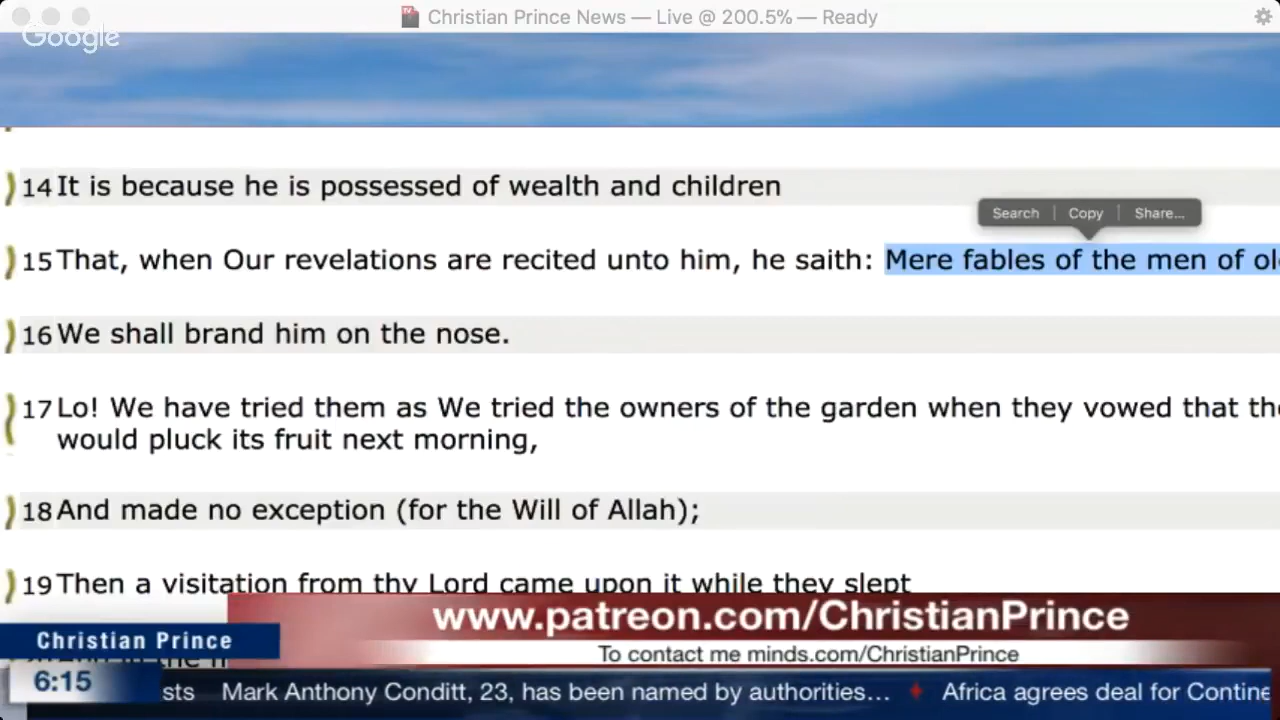 Christian Prince News — Live @ 200.5% — Ready
Google
14 It is because he is possessed of wealth and children
Search Copy Share...
15 That, when Our revelations are recited unto him, he saith: Mere fables of the men of
16 We shall brand him on the nose.
17 Lo! We have tried them as We tried the owners of the garden when they vowed that
would pluck its fruit next morning,
18 And made no exception (for the Will of Allah);
19 Then a visitation from thy Lord came upon it while they slept
www.patreon.com/ChristianPrince
Christian Prince
To contact me minds.com/ChristianPrince
6:15
sts Mark Anthony Conditt, 23, has been named by authorities... ♦ Africa agrees deal for